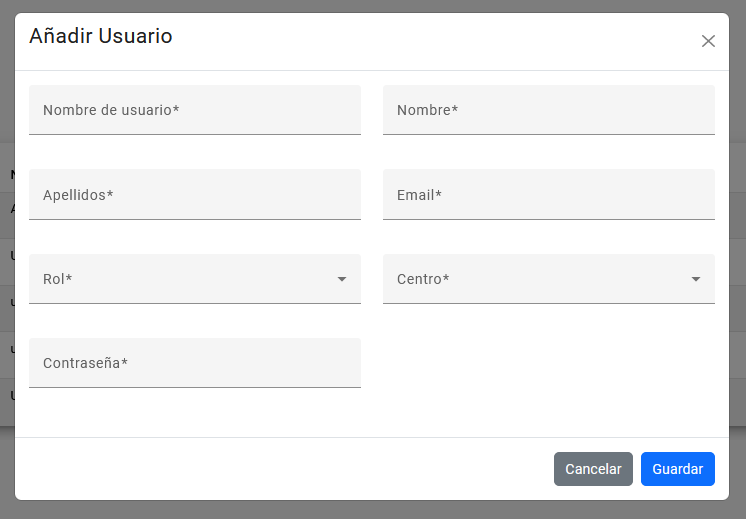 Añadir Usuario
Nombre de usuario*
Nombre*
Apellidos*
Email*
Rol*
Centro*
Contraseña*
Cancelar
Guardar